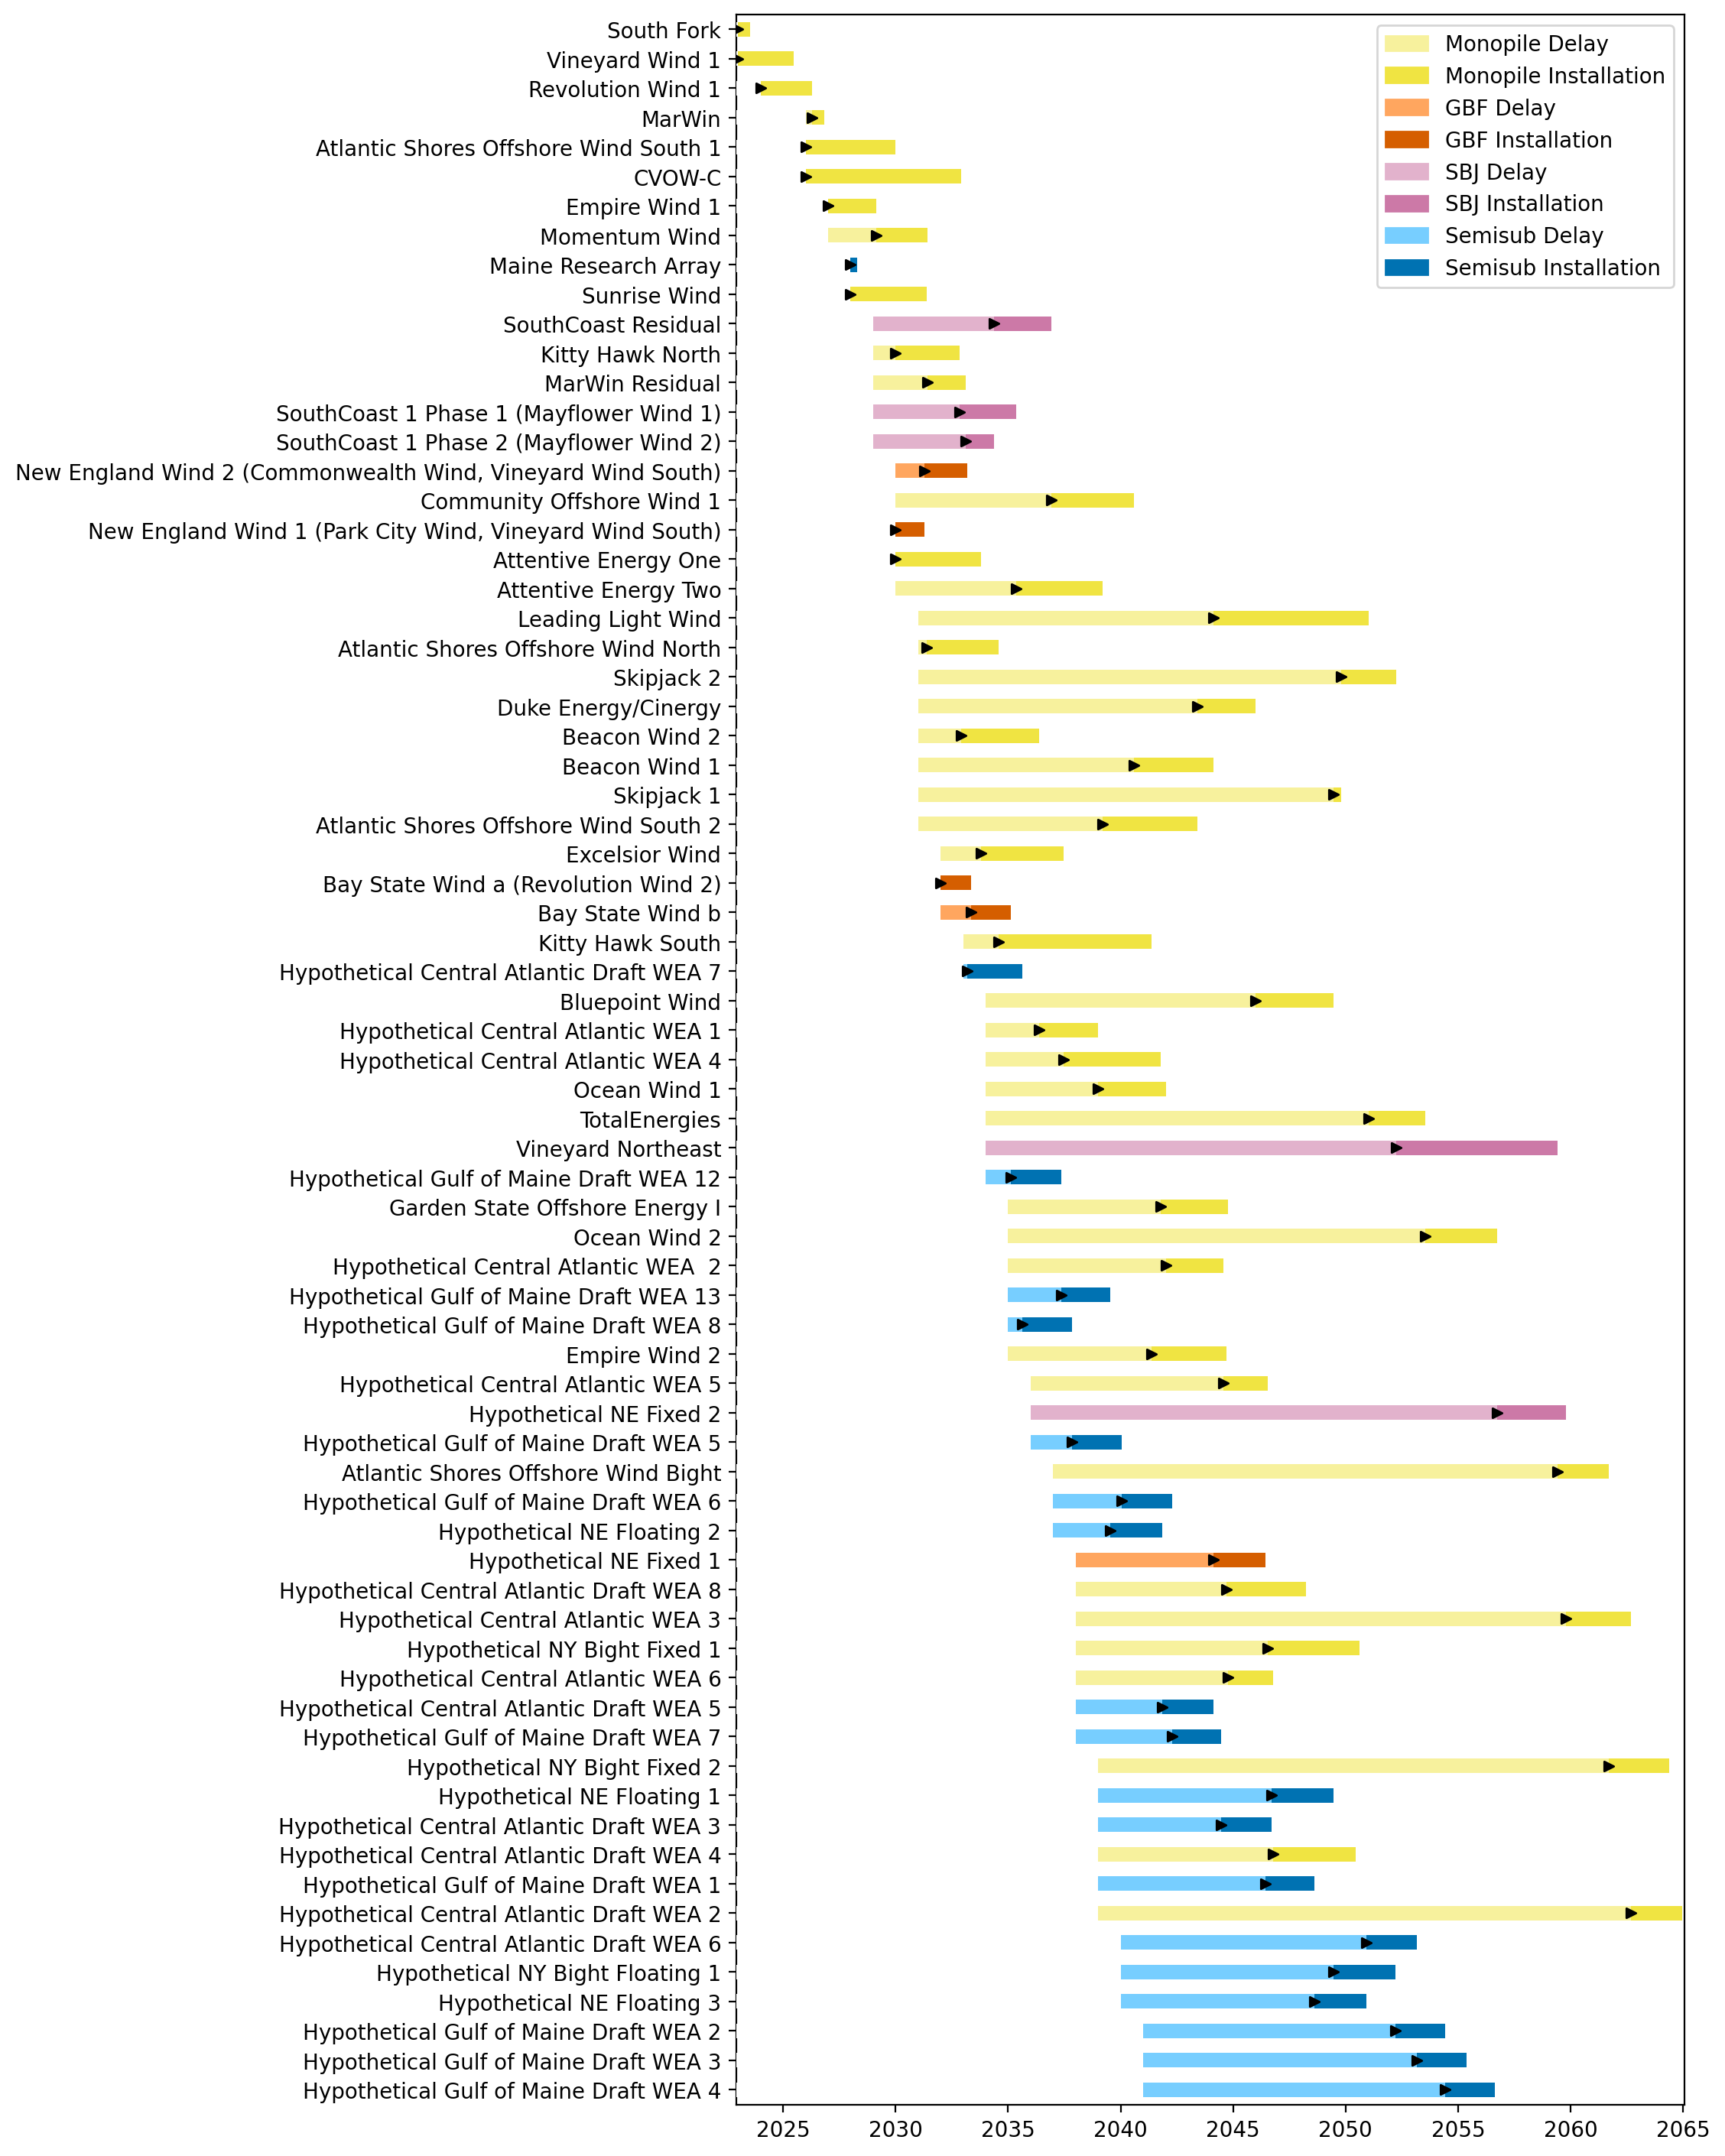 South Fork
Vineyard Wind 1
Revolution Wind 1
MarWin
Atlantic Shores Offshore Wind South 1
CVOW-C
Empire Wind 1
Momentum Wind
Maine Research Array
Sunrise Wind
SouthCoast Residual
Kitty Hawk North
MarWin Residual
SouthCoast 1 Phase 1 (Mayflower Wind 1)
SouthCoast 1 Phase 2 (Mayflower Wind 2)
New England Wind 2 (Commonwealth Wind, Vineyard Wind South)
Community Offshore Wind 1
New England Wind 1 (Park City Wind, Vineyard Wind South)
Attentive Energy One
Attentive Energy Two
Leading Light Wind
Atlantic Shores Offshore Wind North
Skipjack 2
Duke Energy/Cinergy
Beacon Wind 2
Beacon Wind 1
Skipjack 1
Atlantic Shores Offshore Wind South 2
Excelsior Wind
Bay State Wind a (Revolution Wind 2)
Bay State Wind b
Kitty Hawk South
Hypothetical Central Atlantic Draft WEA 7
Bluepoint Wind
Hypothetical Central Atlantic WEA 1
Hypothetical Central Atlantic WEA 4
Ocean Wind 1
TotalEnergies
Vineyard Northeast
Hypothetical Gulf of Maine Draft WEA 12
Garden State Offshore Energy I
Ocean Wind 2
Hypothetical Central Atlantic WEA  2
Hypothetical Gulf of Maine Draft WEA 13
Hypothetical Gulf of Maine Draft WEA 8
Empire Wind 2
Hypothetical Central Atlantic WEA 5
Hypothetical NE Fixed 2
Hypothetical Gulf of Maine Draft WEA 5
Atlantic Shores Offshore Wind Bight
Hypothetical Gulf of Maine Draft WEA 6
Hypothetical NE Floating 2
Hypothetical NE Fixed 1
Hypothetical Central Atlantic Draft WEA 8
Hypothetical Central Atlantic WEA 3
Hypothetical NY Bight Fixed 1
Hypothetical Central Atlantic WEA 6
Hypothetical Central Atlantic Draft WEA 5
Hypothetical Gulf of Maine Draft WEA 7
Hypothetical NY Bight Fixed 2
Hypothetical NE Floating 1
Hypothetical Central Atlantic Draft WEA 3
Hypothetical Central Atlantic Draft WEA 4
Hypothetical Gulf of Maine Draft WEA 1
Hypothetical Central Atlantic Draft WEA 2
Hypothetical Central Atlantic Draft WEA 6
Hypothetical NY Bight Floating 1
Hypothetical NE Floating 3
Hypothetical Gulf of Maine Draft WEA 2
Hypothetical Gulf of Maine Draft WEA 3
Hypothetical Gulf of Maine Draft WEA 4
Monopile Delay
Monopile Installation
GBF Delay
GBF Installation
SBJ Delay
SBJ Installation
Semisub Delay
Semisub Installation
2025 2030 2035 2040 2045 2050 2055 2060 2065